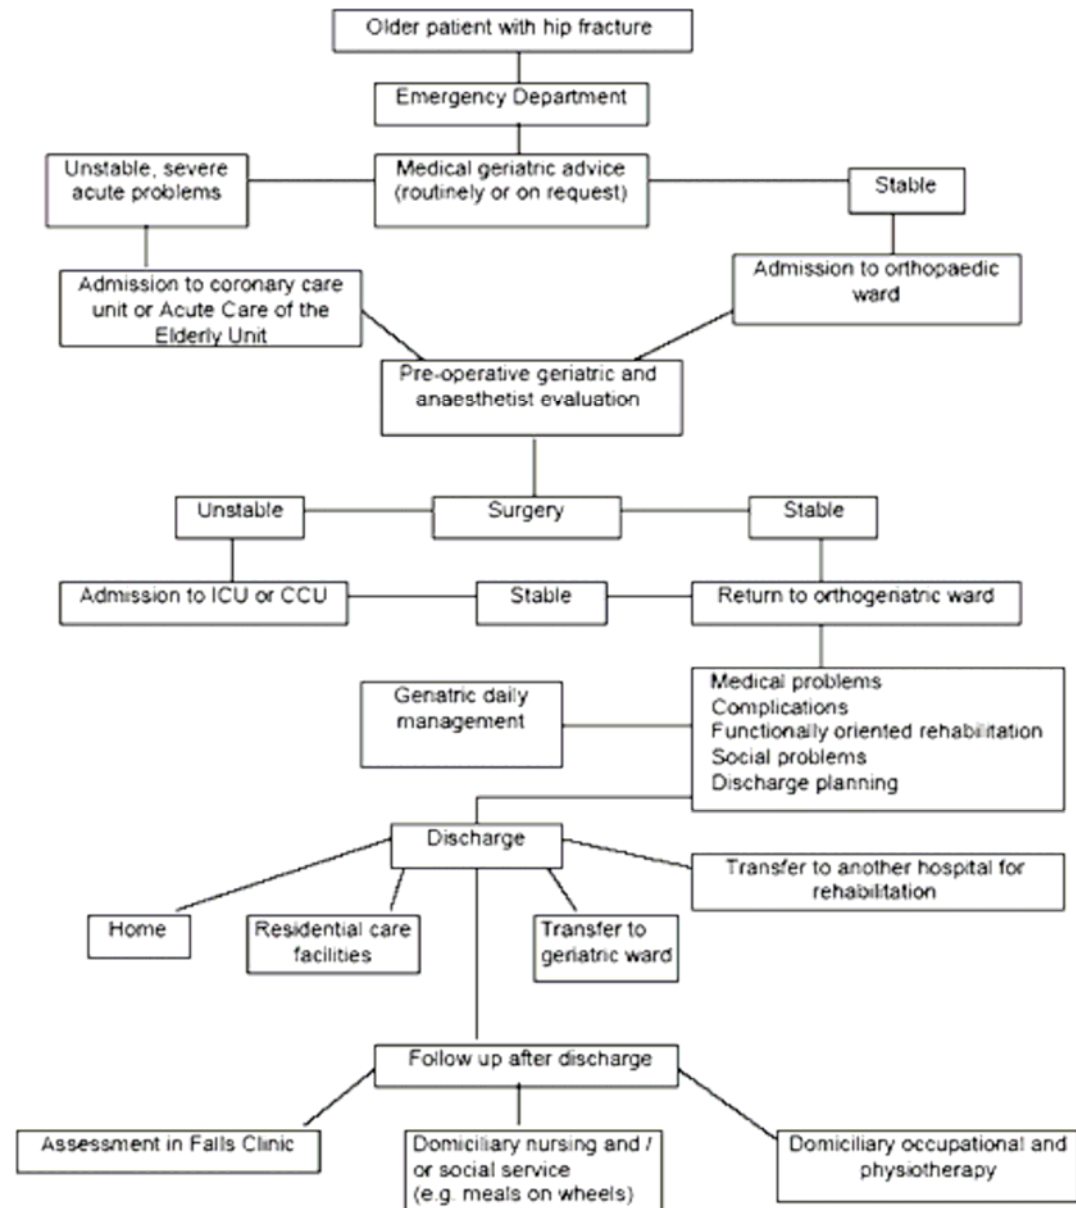 Older patient with hip fracture
Emergency Department
Unstable, severe
acute problems
Medical geriatric advice
(routinely or on request)
Stable
Admission to coronary care
unit or Acute Care of the
Elderly Unit
Admission to orthopaedic
ward
Pre-operative geriatric and
anaesthetist evaluation
Unstable
Surgery
Stable
Admission to ICU or CCU
Stable
Return to orthogeriatric ward
Geriatric daily
management
Medical problems
Complications
Functionally oriented rehabilitation
Social problems
Discharge planning
Discharge
Transfer to another hospital for
rehabilitation
Home
Residential care
facilities
Transfer to
geriatric ward
Follow up after discharge
Assessment in Falls Clinic
Domiciliary nursing and /
or social service
(e.g. meals on wheels)
Domiciliary occupational and
physiotherapy